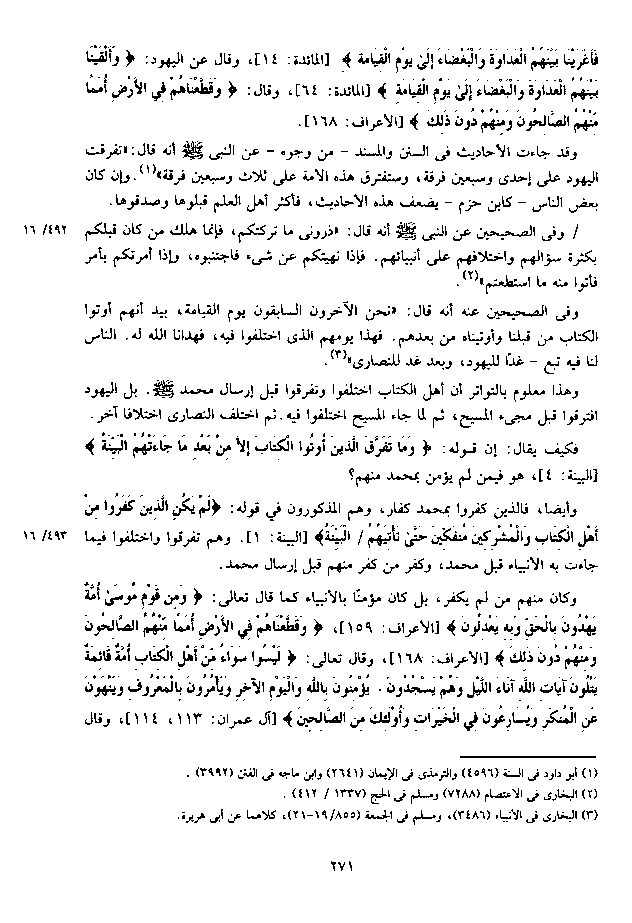 فَأَغْرَيْنَا بَيْنَهُمُ الْعَدَاوَةَ وَالْبَغْضَاءَ إِلَىٰ يَوْمِ الْقِيَامَةِ ﴾ [المائدة: ١٤]، وقال عن اليهود: ﴿ وَأَلْقَيْنَا
بَيْنَهُمُ الْعَدَاوَةَ وَالْبَغْضَاءَ إِلَىٰ يَوْمِ الْقِيَامَةِ ﴾ [المائدة: ٦٤]، وقال: ﴿ وَقَطَّعْنَاهُمْ فِي الأَرْضِ أُمَمًا
مِّنْهُمُ الصَّالِحُونَ وَمِنْهُمْ دُونَ ذَلِكَ ﴾ [الأعراف: ١٦٨].
وقد جاءت الأحاديث فى السنن والمسند - من وجوه - عن النبى ﷺ أنه قال: «تفرقت
اليهود على إحدى وسبعين فرقة، وستفترق هذه الأمة على ثلاث وسبعين فرقة»(١). وإن كان
بعض الناس - كابن حزم - يضعف هذه الأحاديث، فأكثر أهل العلم قبلوها وصدقوها.
/ وفى الصحيحين عن النبى ﷺ أنه قال: «ذرونى ما تركتكم، فإنما هلك من كان قبلكم ١٦/٤٩٢
بكثرة سؤالهم واختلافهم على أنبيائهم. فإذا نهيتكم عن شىء فاجتنبوه، وإذا أمرتكم بأمر
فأتوا منه ما استطعتم»(٢).
وفى الصحيحين عنه أنه قال: «نحن الآخرون السابقون يوم القيامة، بيد أنهم أوتوا
الكتاب من قبلنا وأوتيناه من بعدهم. فهذا يومهم الذى اختلفوا فيه، فهدانا الله له. الناس
لنا فيه تبع - غدًا لليهود، وبعد غد للنصارى»(٣).
وهذا معلوم بالتواتر أن أهل الكتاب اختلفوا وتفرقوا قبل إرسال محمد ﷺ. بل اليهود
افترقوا قبل مجىء المسيح، ثم لما جاء المسيح اختلفوا فيه. ثم اختلف النصارى اختلافا آخر.
فكيف يقال: إن قوله: ﴿ وَمَا تَفَرَّقَ الَّذِينَ أُوتُوا الْكِتَابَ إِلاَّ مِنْ بَعْدِ مَا جَاءَتْهُمُ الْبَيِّنَةُ ﴾
[البينة: ٤]، هو فيمن لم يؤمن بمحمد منهم؟
وأيضا، فالذين كفروا بمحمد كفار، وهم المذكورون في قوله: ﴿لَمْ يَكُنِ الَّذِينَ كَفَرُوا مِنْ
أَهْلِ الْكِتَابِ وَالْمُشْرِكِينَ مُنفَكِّينَ حَتَّىٰ تَأْتِيَهُمُ / الْبَيِّنَةُ﴾ [البينة: ١]. وهم تفرقوا واختلفوا فيما ١٦/٤٩٣
جاءت به الأنبياء قبل محمد، وكفر من كفر منهم قبل إرسال محمد.
وكان منهم من لم يكفر، بل كان مؤمنًا بالأنبياء كما قال تعالى: ﴿ وَمِن قَوْمِ مُوسَىٰ أُمَّةٌ
يَهْدُونَ بِالْحَقِّ وَبِهِ يَعْدِلُونَ ﴾ [الأعراف: ١٥٩]، ﴿ وَقَطَّعْنَاهُمْ فِي الأَرْضِ أُمَمًا مِّنْهُمُ الصَّالِحُونَ
وَمِنْهُمْ دُونَ ذَلِكَ ﴾ [الأعراف: ١٦٨]، وقال تعالى: ﴿ لَيْسُوا سَوَاءً مِّنْ أَهْلِ الْكِتَابِ أُمَّةٌ قَائِمَةٌ
يَتْلُونَ آيَاتِ اللَّهِ آنَاءَ اللَّيْلِ وَهُمْ يَسْجُدُونَ . يُؤْمِنُونَ بِاللَّهِ وَالْيَوْمِ الآخِرِ وَيَأْمُرُونَ بِالْمَعْرُوفِ وَيَنْهَوْنَ
عَنِ الْمُنكَرِ وَيُسَارِعُونَ فِي الْخَيْرَاتِ وَأُوْلَئِكَ مِنَ الصَّالِحِينَ ﴾ [آل عمران: ١١٣، ١١٤]، وقال
(١) أبو داود فى السنة (٤٥٩٦) والترمذى فى الإيمان (٢٦٤١) وابن ماجه فى الفتن (٣٩٩٢) .
(٢) البخارى فى الاعتصام (٧٢٨٨) ومسلم فى الحج (١٣٣٧ / ٤١٢) .
(٣) البخارى فى الأنبياء (٣٤٨٦)، ومسلم فى الجمعة (٨٥٥/ ١٩-٢١)، كلاهما عن أبى هريرة.
٢٧١